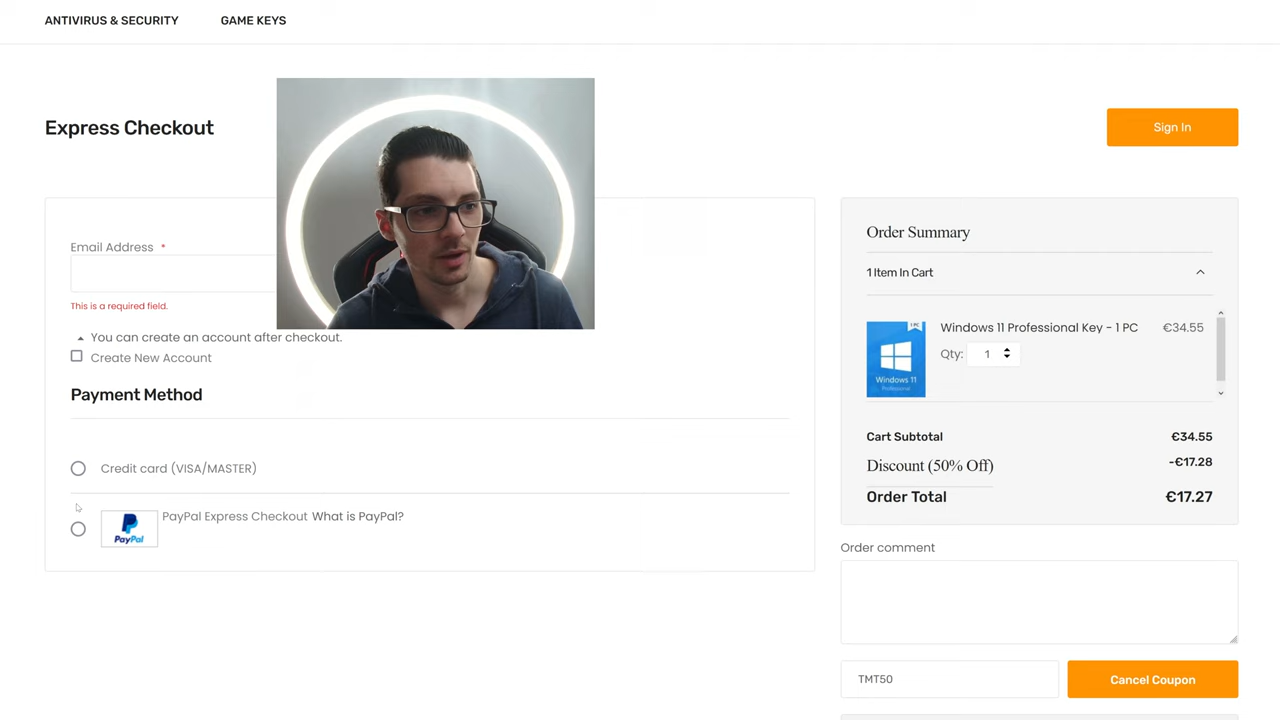 ANTIVIRUS & SECURITY
GAME KEYS
Express Checkout
Sign In
Email Address *
This is a required field.
You can create an account after checkout.
Create New Account
Payment Method
Credit card (VISA/MASTER)
PayPal
PayPal Express Checkout What is PayPal?
Order Summary
1 Item In Cart
1 PC
Windows 11
Professional
Windows 11 Professional Key - 1 PC
€34.55
Qty: 1
Cart Subtotal
€34.55
Discount (50% Off)
-€17.28
Order Total
€17.27
Order comment
TMT50
Cancel Coupon